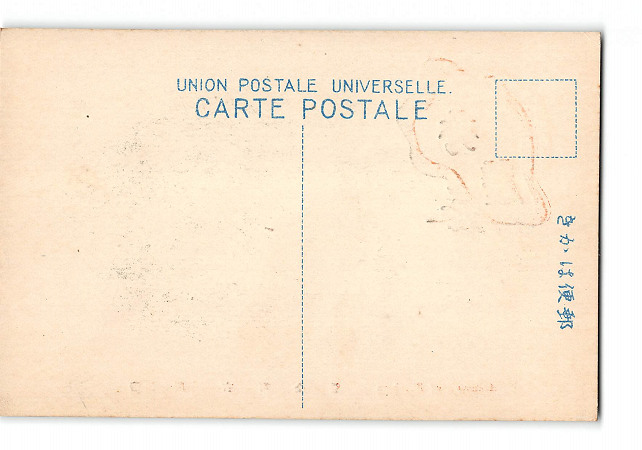 UNION POSTALE UNIVERSELLE.
CARTE POSTALE
きかは便郵